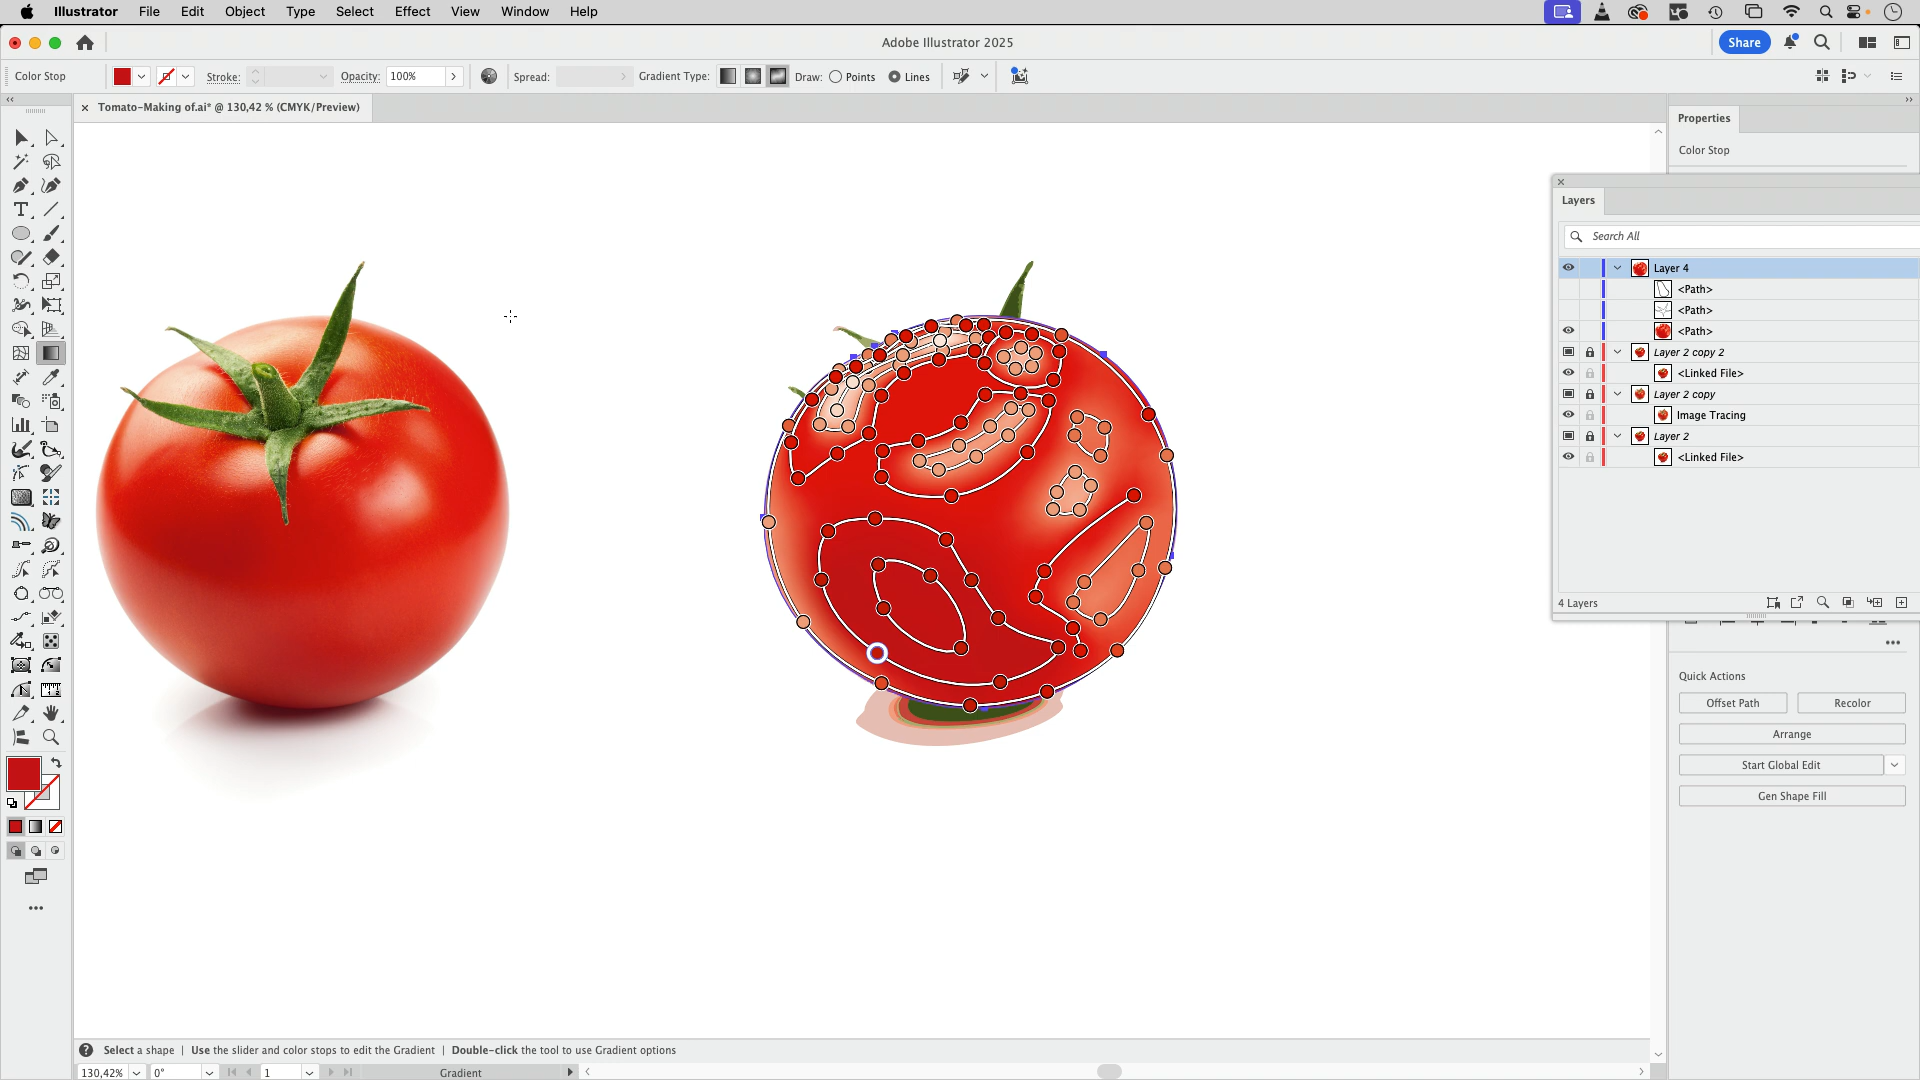 Illustrator File Edit Object Type Select Effect View Window Help
Adobe Illustrator 2025
Share
Color Stop Stroke: Opacity: 100% Spread: Gradient Type: Draw: Points Lines
Tomato-Making of.ai* @ 130,42 % (CMYK/Preview)
Properties
Color Stop
Layers
Search All
Layer 4
<Path>
<Path>
<Path>
Layer 2 copy 2
<Linked File>
Layer 2 copy
Image Tracing
Layer 2
<Linked File>
4 Layers
Quick Actions
Offset Path Recolor
Arrange
Start Global Edit
Gen Shape Fill
Select a shape | Use the slider and color stops to edit the Gradient | Double-click the tool to use Gradient options
130,42% 0° 1 Gradient